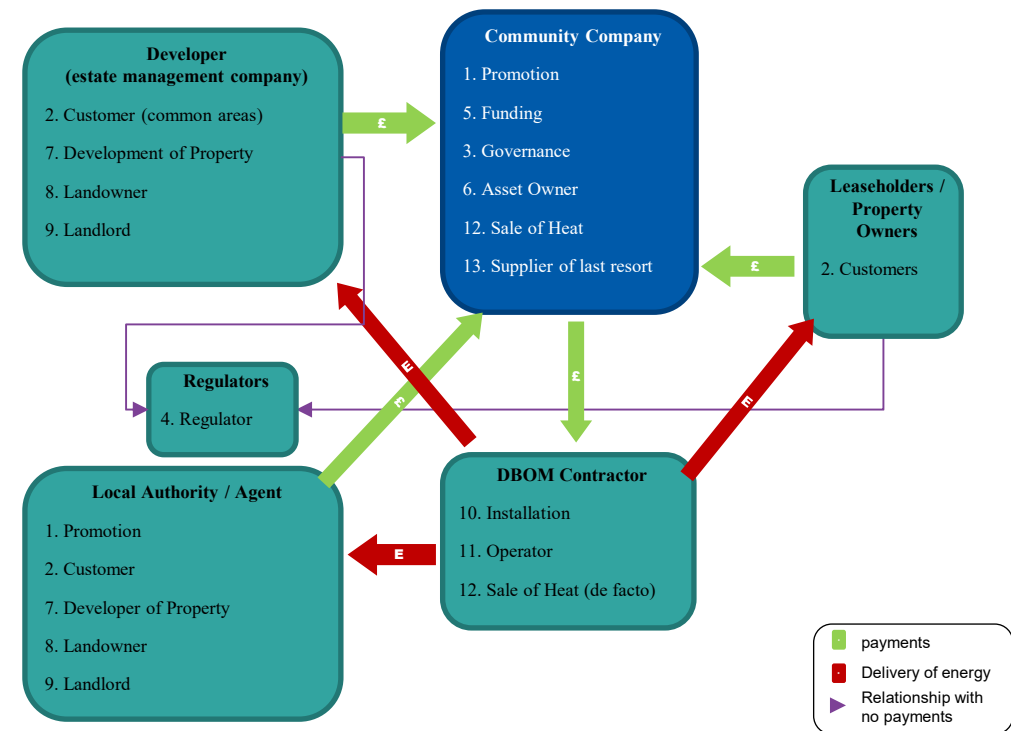 Developer
(estate management company)
2. Customer (common areas)
7. Development of Property
8. Landowner
9. Landlord
£
Community Company
1. Promotion
5. Funding
3. Governance
6. Asset Owner
12. Sale of Heat
13. Supplier of last resort
£
Leaseholders /
Property
Owners
2. Customers
Regulators
4. Regulator
E
£
£
E
Local Authority / Agent
1. Promotion
2. Customer
7. Developer of Property
8. Landowner
9. Landlord
E
DBOM Contractor
10. Installation
11. Operator
12. Sale of Heat (de facto)
payments
Delivery of energy
Relationship with
no payments